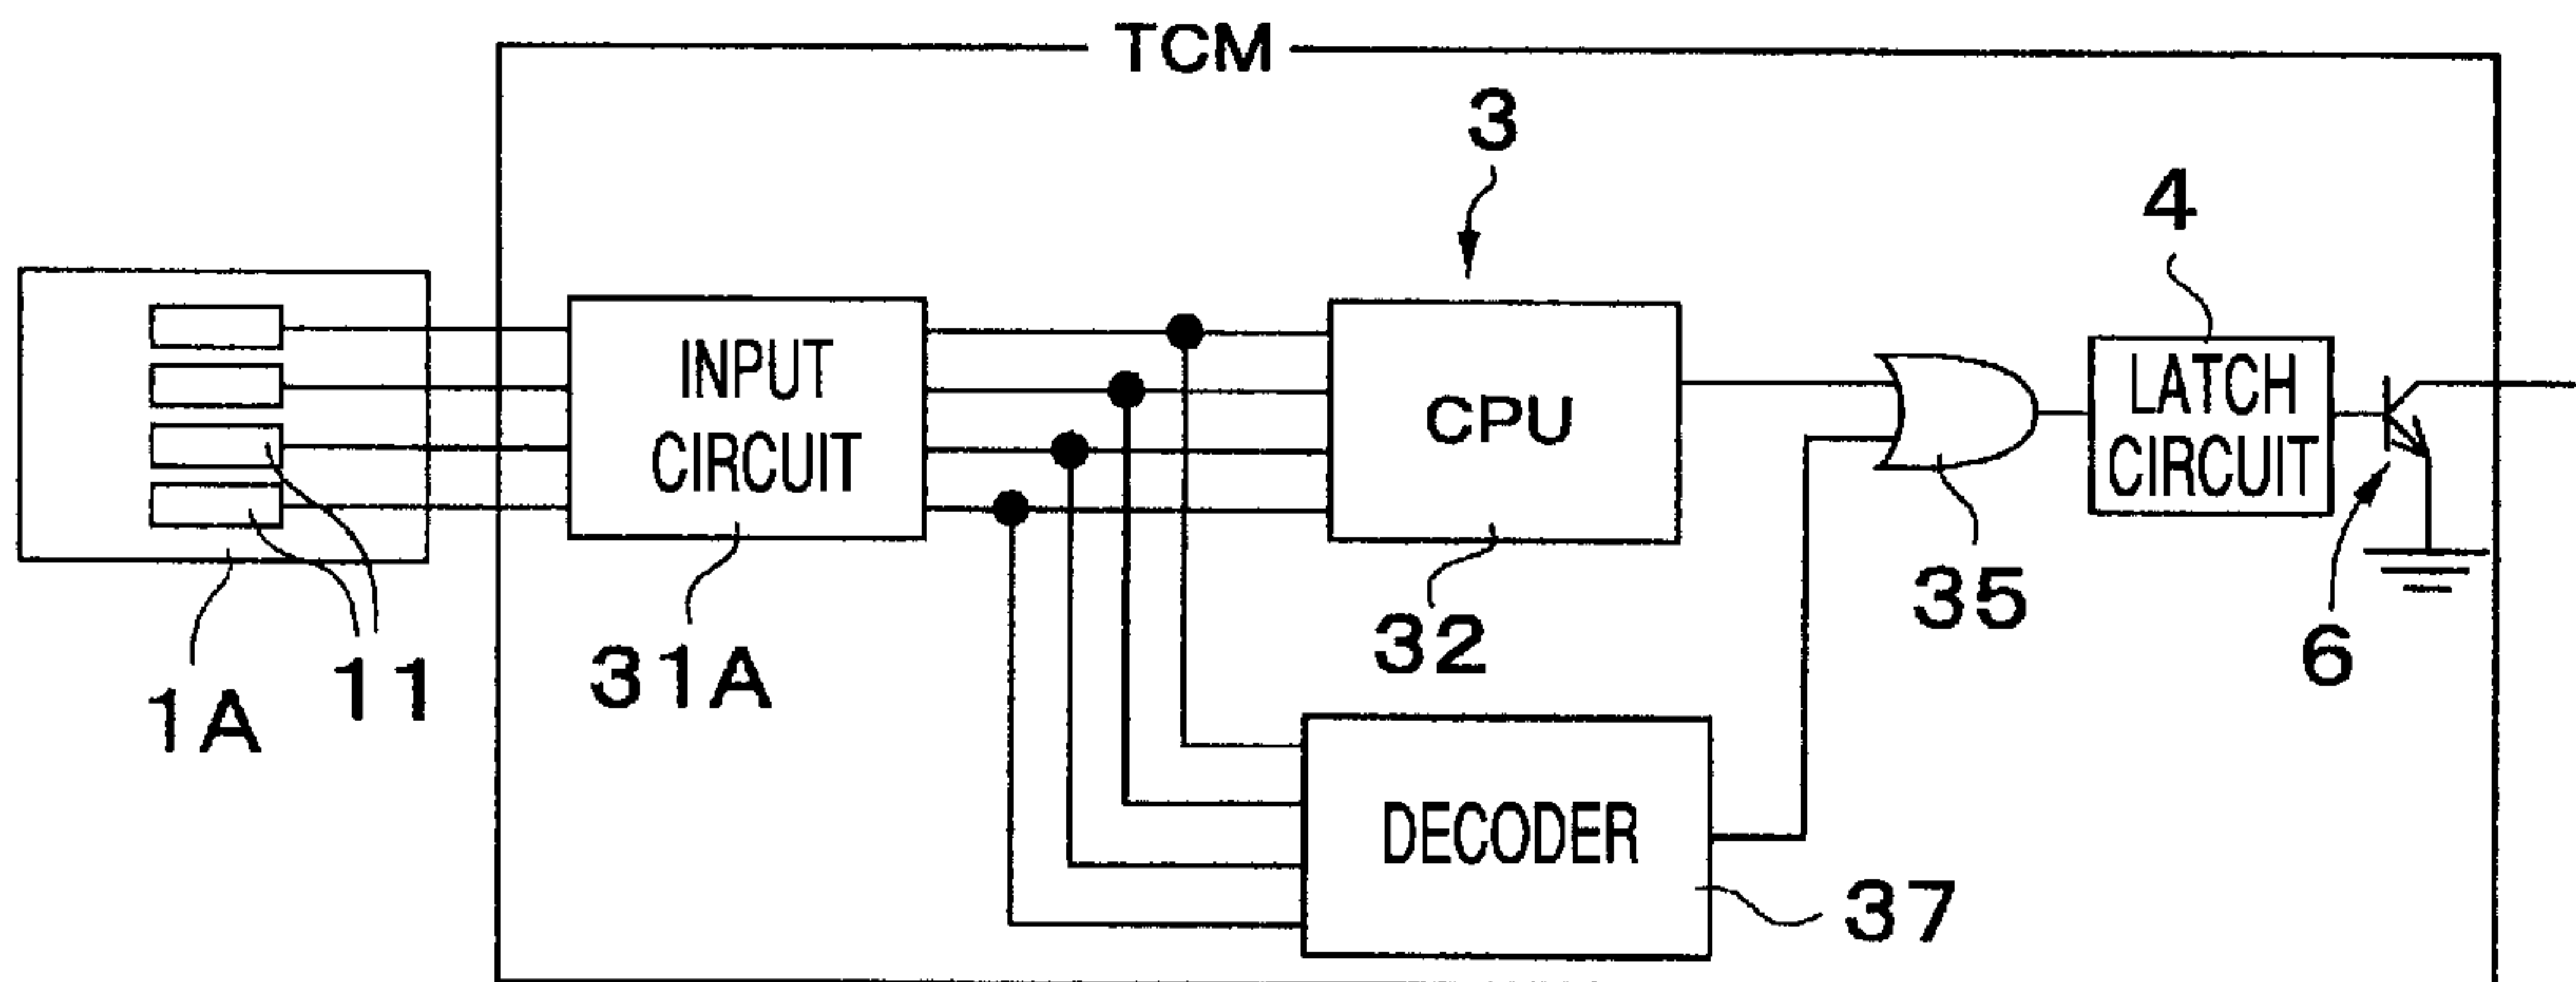 TCM
3
4
INPUT
CIRCUIT
CPU
LATCH
CIRCUIT
35
32
6
31A
11
1A
DECODER
37